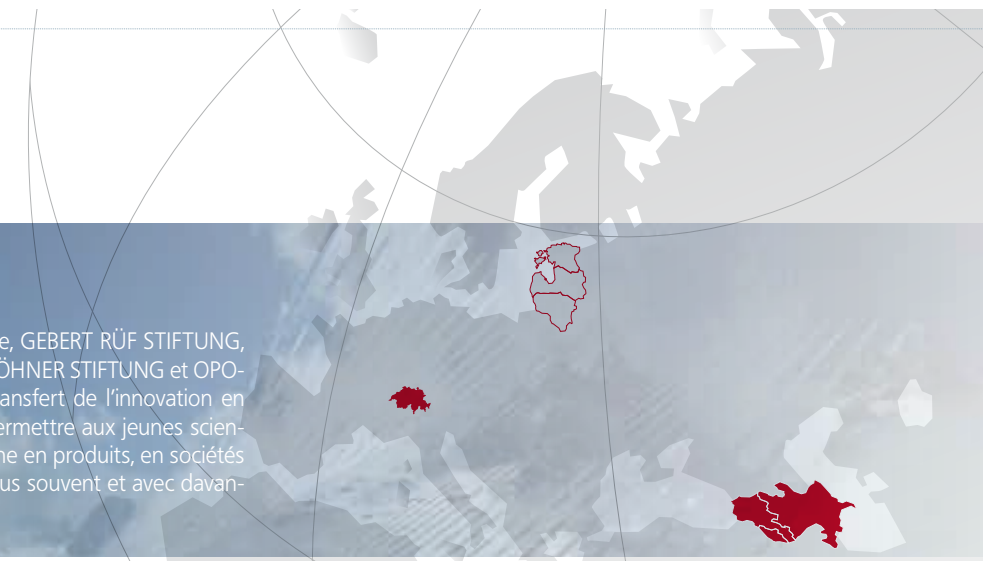 e, GEBERT RÜF STIFTUNG,
ÖHNER STIFTUNG et OPO-
ansfert de l'innovation en
ermettre aux jeunes scien-
ne en produits, en sociétés
us souvent et avec davan-